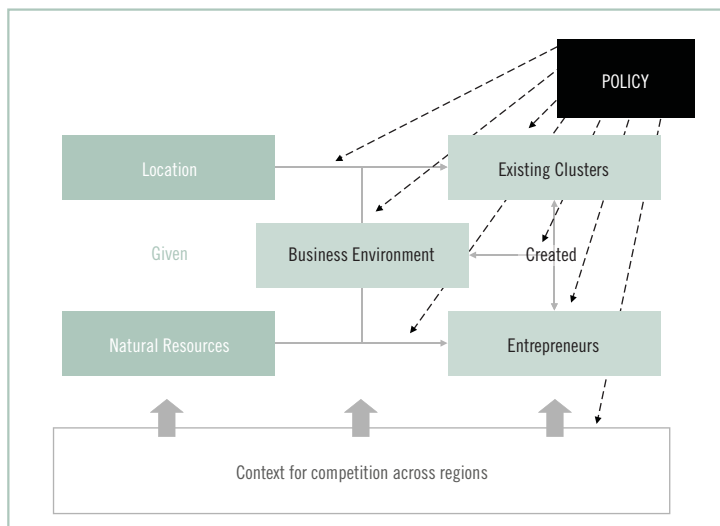 POLICY
Location
Existing Clusters
Given
Business Environment
Created
Natural Resources
Entrepreneurs
Context for competition across regions